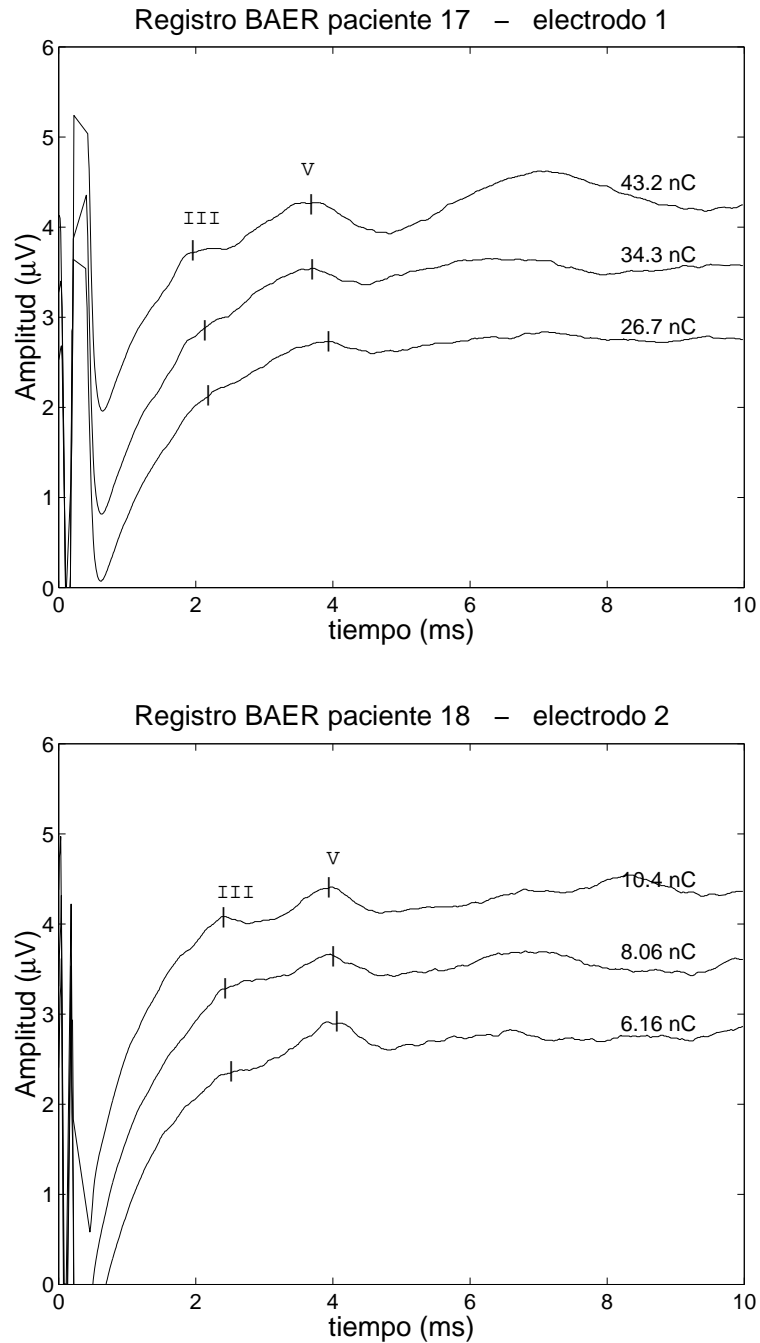 Registro BAER paciente 17 – electrodo 1
6
5
4
3
2
1
0
Amplitud (μV)
V
III
43.2 nC
34.3 nC
26.7 nC
0 2 4 6 8 10
tiempo (ms)
Registro BAER paciente 18 – electrodo 2
6
5
4
3
2
1
0
Amplitud (μV)
V
III
10.4 nC
8.06 nC
6.16 nC
0 2 4 6 8 10
tiempo (ms)